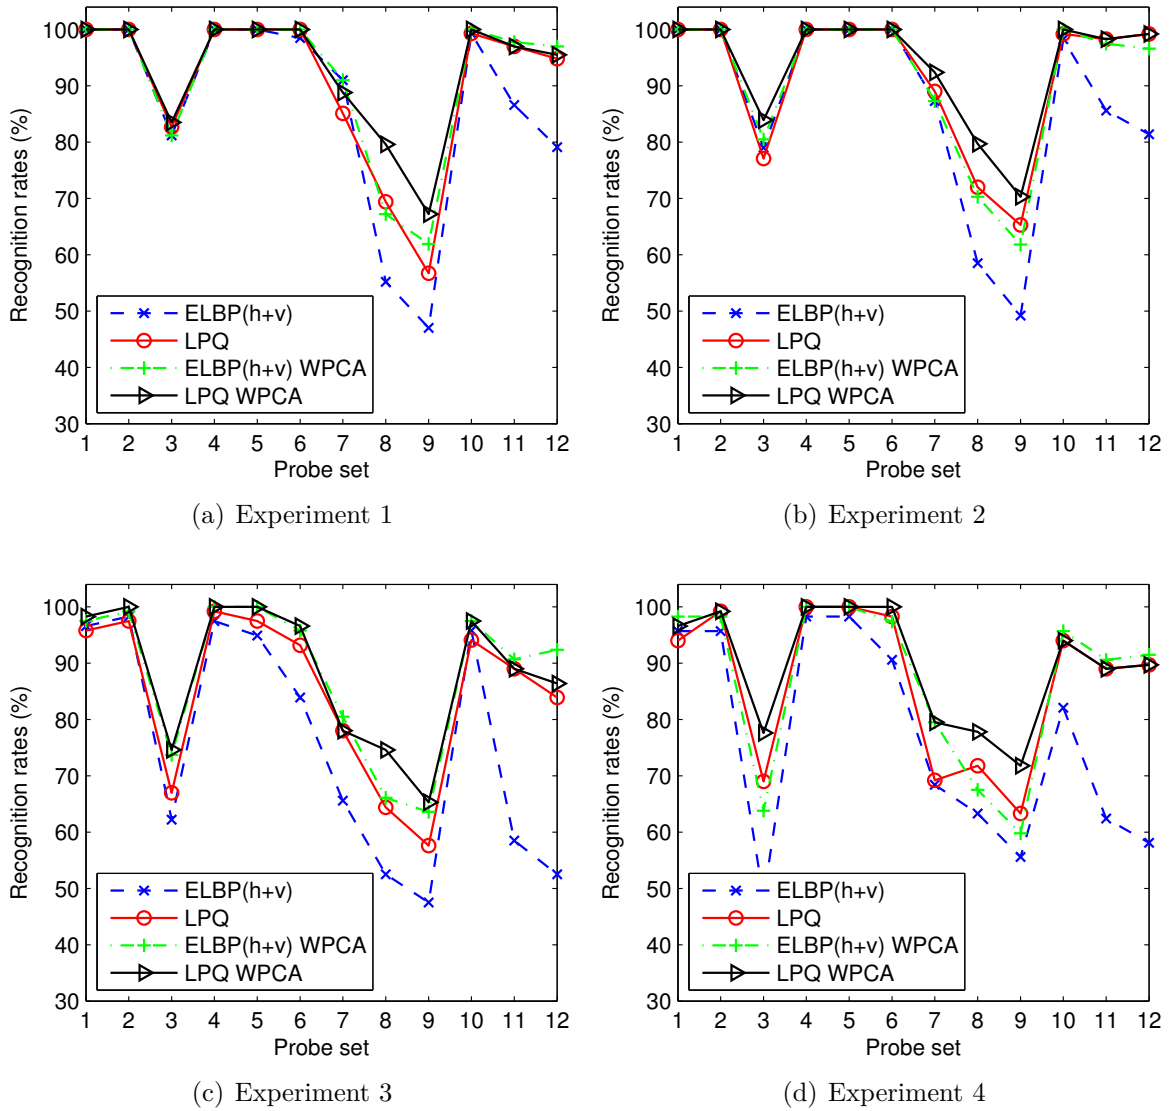 100
90
80
70
60
50
40
30
Recognition rates (%)
ELBP(h+v)
LPQ
ELBP(h+v) WPCA
LPQ WPCA
1 2 3 4 5 6 7 8 9 10 11 12
Probe set
(a) Experiment 1
100
90
80
70
60
50
40
30
Recognition rates (%)
ELBP(h+v)
LPQ
ELBP(h+v) WPCA
LPQ WPCA
1 2 3 4 5 6 7 8 9 10 11 12
Probe set
(b) Experiment 2
100
90
80
70
60
50
40
30
Recognition rates (%)
ELBP(h+v)
LPQ
ELBP(h+v) WPCA
LPQ WPCA
1 2 3 4 5 6 7 8 9 10 11 12
Probe set
(c) Experiment 3
100
90
80
70
60
50
40
30
Recognition rates (%)
ELBP(h+v)
LPQ
ELBP(h+v) WPCA
LPQ WPCA
1 2 3 4 5 6 7 8 9 10 11 12
Probe set
(d) Experiment 4